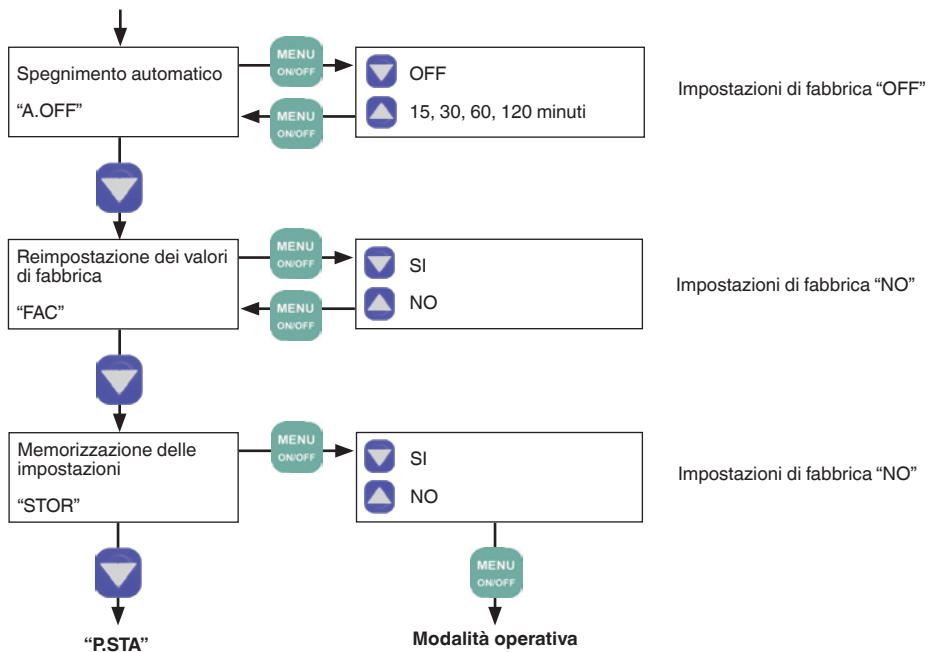 MENU
ON/OFF
Spegnimento automatico
"A.OFF"
OFF
15, 30, 60, 120 minuti
MENU
ON/OFF
Impostazioni di fabbrica “OFF”
MENU
ON/OFF
Reimpostazione dei valori
di fabbrica
"FAC"
SI
NO
MENU
ON/OFF
Impostazioni di fabbrica “NO”
MENU
ON/OFF
Memorizzazione delle
impostazioni
"STOR"
SI
NO
Impostazioni di fabbrica “NO”
MENU
ON/OFF
“P.STA”
Modalità operativa